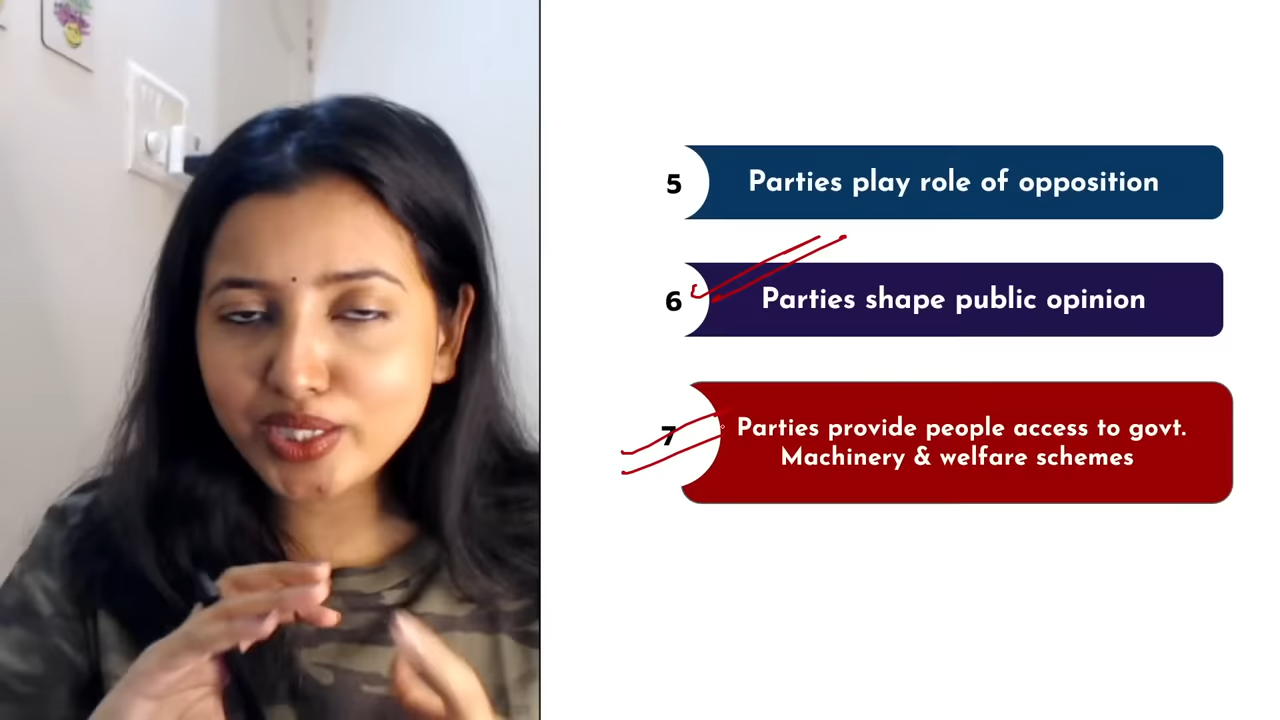 5
Parties play role of opposition
6
Parties shape public opinion
7
Parties provide people access to govt.
Machinery & welfare schemes